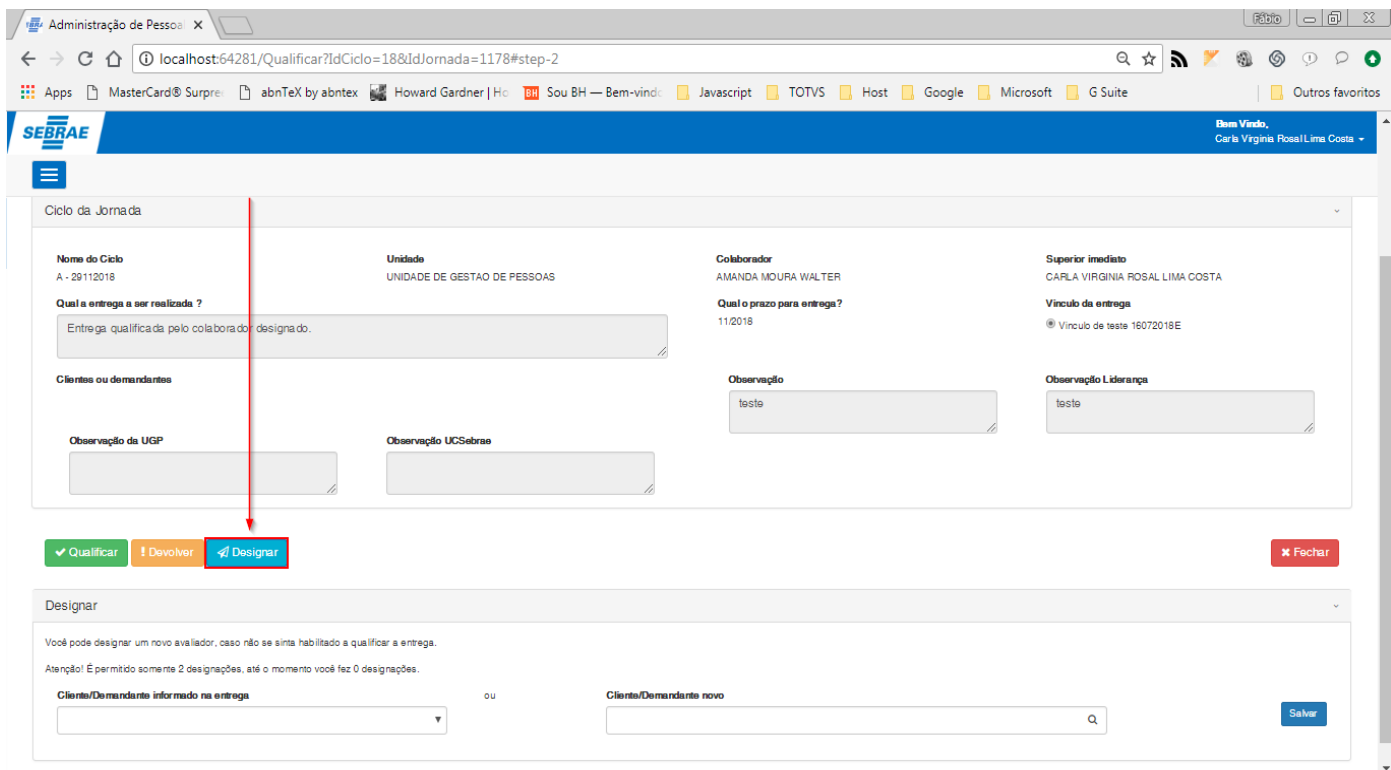 Administração de Pessoa
Fábio
localhost:64281/Qualificar?IdCiclo=18&IdJornada=1178#step-2
Apps MasterCard® Surpre abnTeX by abntex Howard Gardner | Ho BH Sou BH — Bem-vind Javascript TOTVS Host Google Microsoft G Suite Outros favoritos
SEBRAE
Bem Vindo,
Carla Virginia Rosal Lima Costa
Ciclo da Jornada
Nome do Ciclo Unidade Colaborador Superior imediato
A - 29112018 UNIDADE DE GESTAO DE PESSOAS AMANDA MOURA WALTER CARLA VIRGINIA ROSAL LIMA COSTA
Qual a entrega a ser realizada ? Qual o prazo para entrega? Vinculo da entrega
Entrega qualificada pelo colaborador designado. 11/2018 Vinculo de teste 16072018E
Clientes ou demandantes Observação Observação Liderança
teste teste
Observação da UGP Observação UCSebrae
Qualificar Devolver Designar Fechar
Designar
Você pode designar um novo avaliador, caso não se sinta habilitado a qualificar a entrega.
Atenção! É permitido somente 2 designações, até o momento você fez 0 designações.
Cliente/Demandante informado na entrega ou Cliente/Demandante novo
Salvar